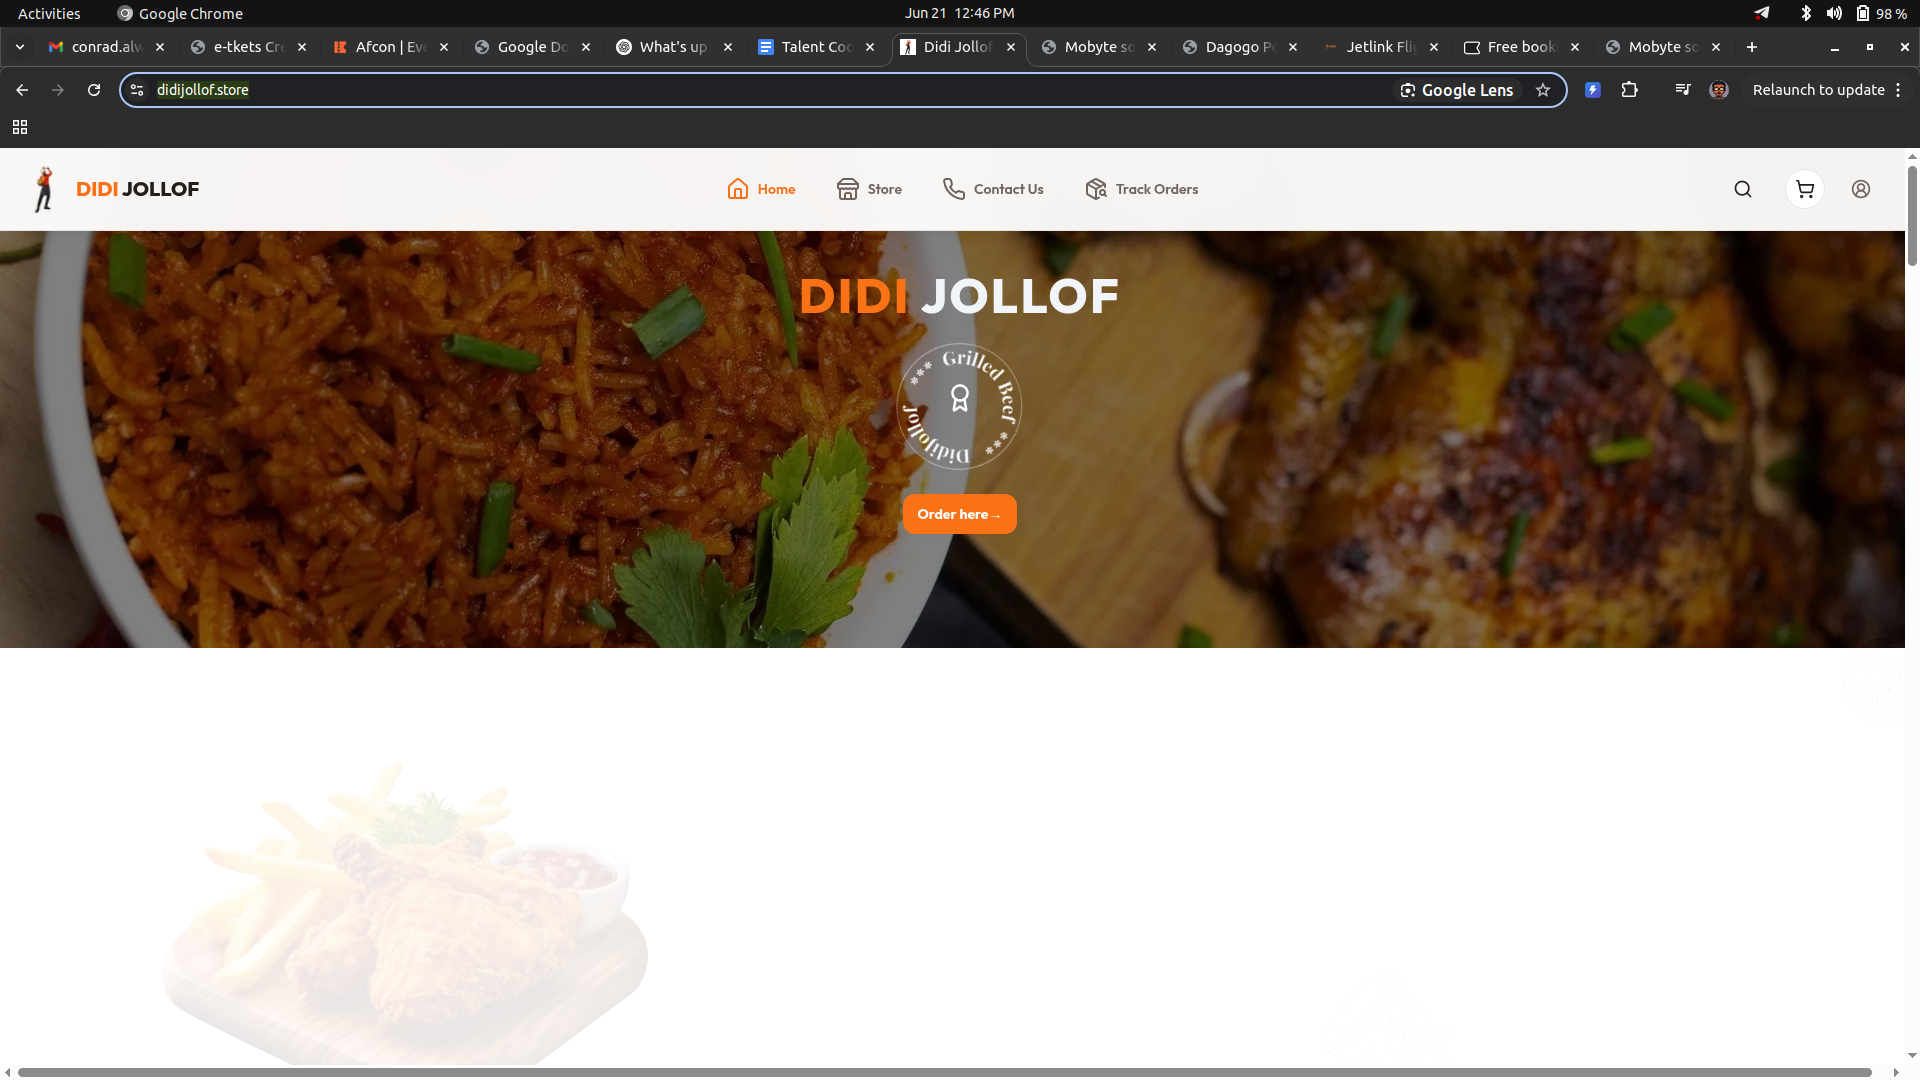 Activities
Google Chrome
Jun 21 12:46 PM
98 %
conrad.alw
e-tkets Cre
Afcon | Eve
Google Do
What's up
Talent Coc
Didi Jollof
Mobyte so
Dagogo Po
Jetlink Flig
Free book
Mobyte so
didijollof.store
Google Lens
Relaunch to update
DIDI JOLLOF
Home
Store
Contact Us
Track Orders
DIDI JOLLOF
*** Grilled Beef *** Didijollof
Order here→